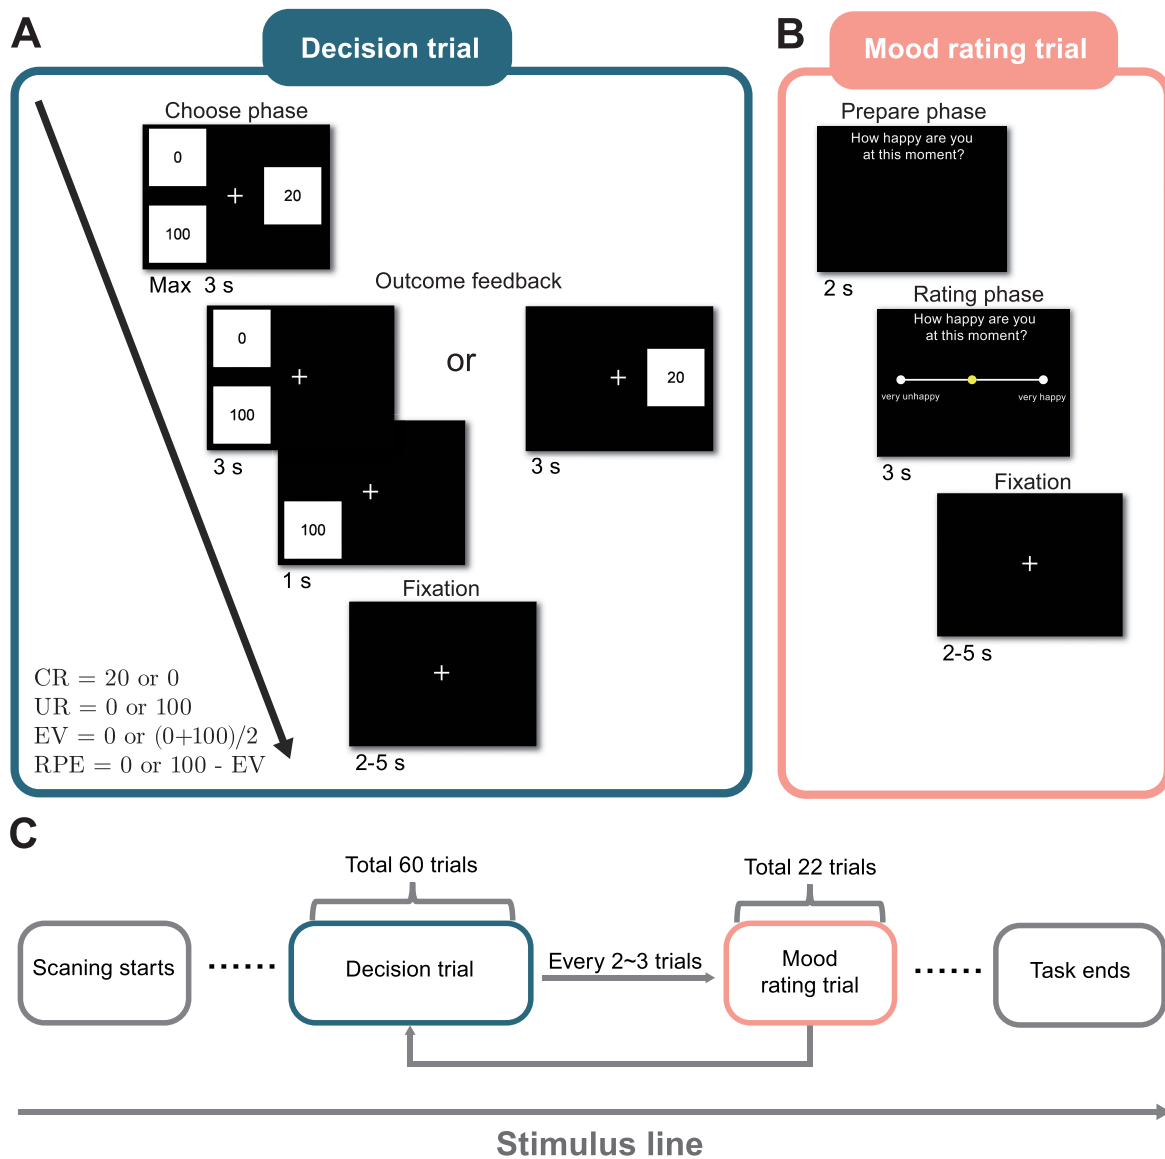 A
Decision trial
Choose phase
0
20
100
Max 3 s
Outcome feedback
0
100
3 s
or
20
3 s
100
1 s
Fixation
2-5 s
CR = 20 or 0
UR = 0 or 100
EV = 0 or (0+100)/2
RPE = 0 or 100 - EV
B
Mood rating trial
Prepare phase
How happy are you
at this moment?
2 s
Rating phase
How happy are you
at this moment?
very unhappy
very happy
3 s
Fixation
2-5 s
C
Total 60 trials
Total 22 trials
Scaning starts
Decision trial
Every 2~3 trials
Mood
rating trial
Task ends
Stimulus line